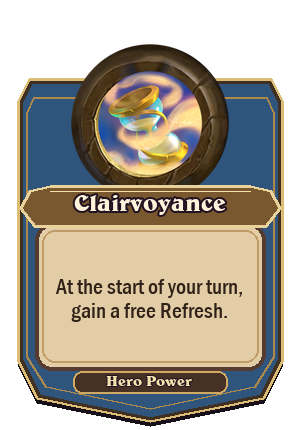 Clairvoyance
At the start of your turn,
gain a free Refresh.
Hero Power